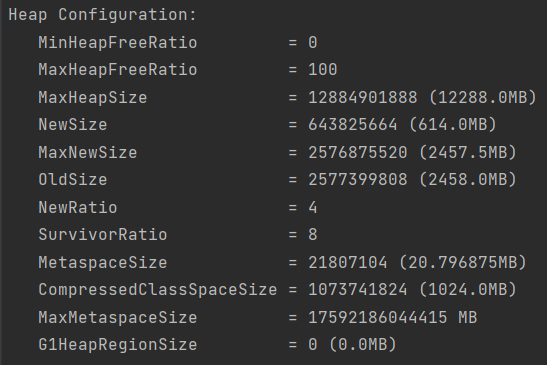 Heap Configuration:
MinHeapFreeRatio = 0
MaxHeapFreeRatio = 100
MaxHeapSize = 12884901888 (12288.0MB)
NewSize = 643825664 (614.0MB)
MaxNewSize = 2576875520 (2457.5MB)
OldSize = 2577399808 (2458.0MB)
NewRatio = 4
SurvivorRatio = 8
MetaspaceSize = 21807104 (20.796875MB)
CompressedClassSpaceSize = 1073741824 (1024.0MB)
MaxMetaspaceSize = 17592186044415 MB
G1HeapRegionSize = 0 (0.0MB)